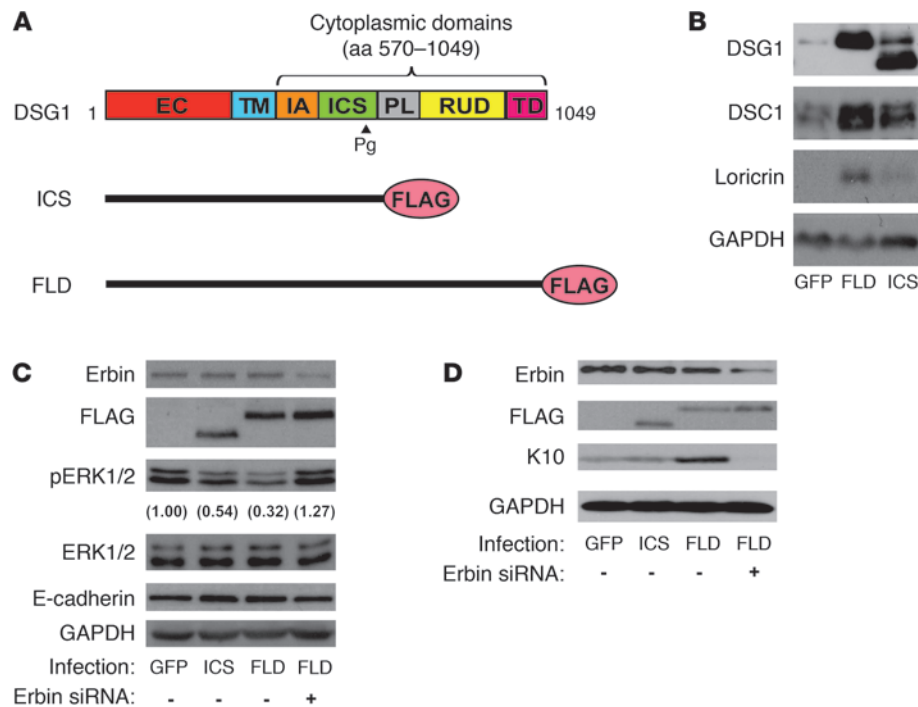 A
Cytoplasmic domains
(aa 570–1049)
DSG1 1 EC TM IA ICS PL RUD TD 1049
Pg
ICS FLAG
FLD FLAG
B
DSG1
DSC1
Loricrin
GAPDH
GFP FLD ICS
C
Erbin
FLAG
pERK1/2
(1.00) (0.54) (0.32) (1.27)
ERK1/2
E-cadherin
GAPDH
Infection: GFP ICS FLD FLD
Erbin siRNA: - - - +
D
Erbin
FLAG
K10
GAPDH
Infection: GFP ICS FLD FLD
Erbin siRNA: - - - +